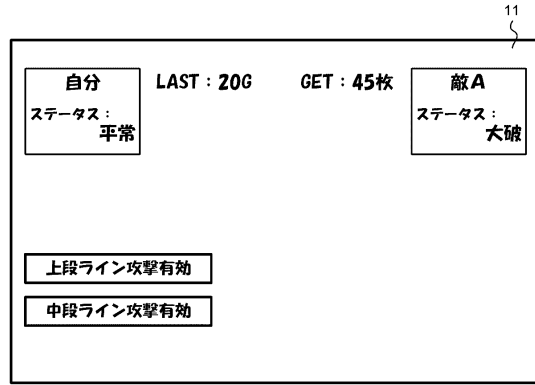 11
自分
ステータス：
平常
LAST：20G
GET：45枚
敵A
ステータス：
大破
上段ライン攻撃有効
中段ライン攻撃有効